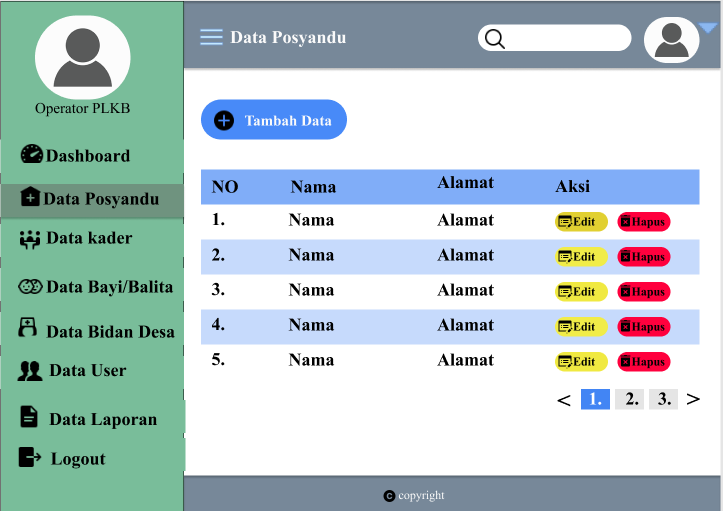 Operator PLKB
Dashboard
Data Posyandu
Data kader
Data Bayi/Balita
Data Bidan Desa
Data User
Data Laporan
Logout
Data Posyandu
Tambah Data
NO Nama Alamat Aksi
1. Nama Alamat Edit Hapus
2. Nama Alamat Edit Hapus
3. Nama Alamat Edit Hapus
4. Nama Alamat Edit Hapus
5. Nama Alamat Edit Hapus
< 1. 2. 3. >
© copyright